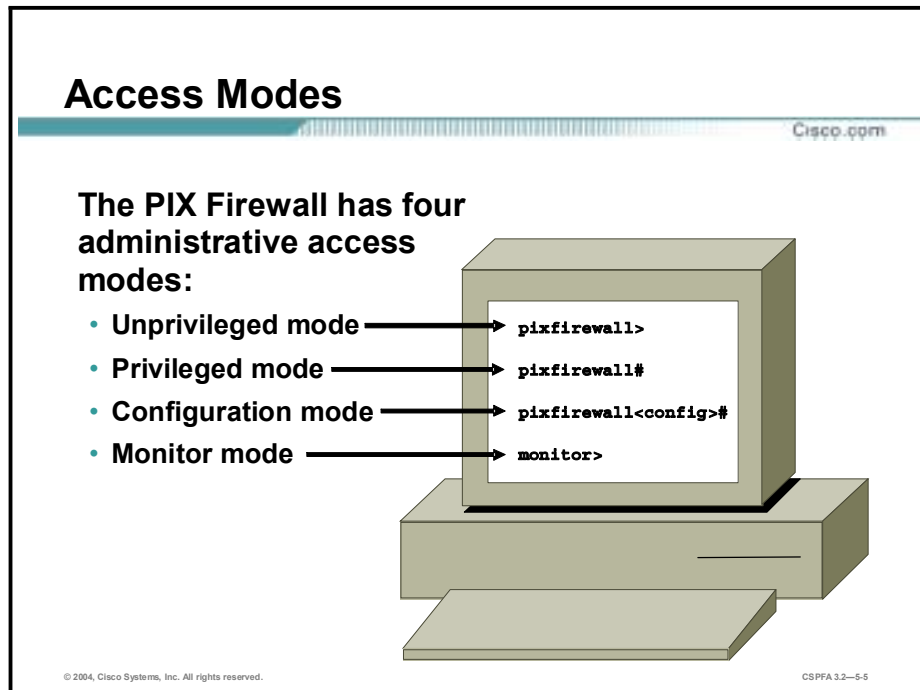 Access Modes
Cisco.com
The PIX Firewall has four
administrative access
modes:
• Unprivileged mode
pixfirewall>
• Privileged mode
pixfirewall#
• Configuration mode
pixfirewall<config>#
• Monitor mode
monitor>
© 2004, Cisco Systems, Inc. All rights reserved.
CSPFA 3.2—5-5